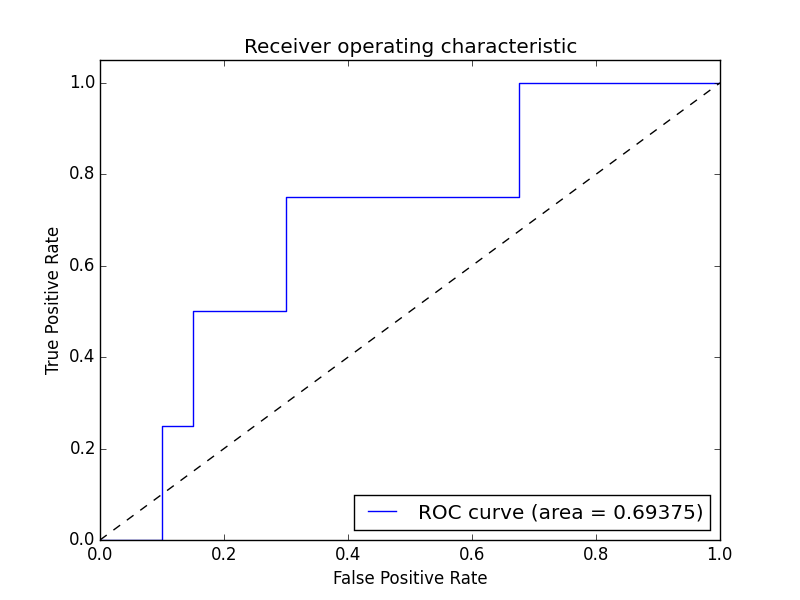 Receiver operating characteristic
True Positive Rate
1.0
0.8
0.6
0.4
0.2
0.0
ROC curve (area = 0.69375)
0.0 0.2 0.4 0.6 0.8 1.0
False Positive Rate